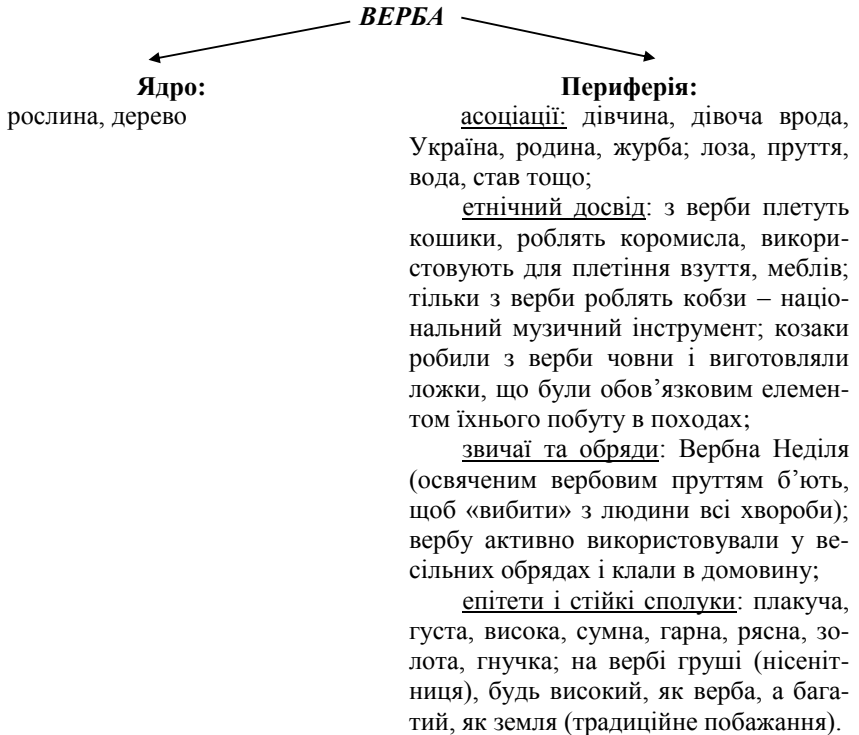 ВЕРБА
Ядро:
рослина, дерево
Периферія:
асоціації: дівчина, дівоча врода,
Україна, родина, журба; лоза, пруття,
вода, став тощо;
етнічний досвід: з верби плетуть
кошики, роблять коромисла, викори-
стовують для плетіння взуття, меблів;
тільки з верби роблять кобзи – націо-
нальний музичний інструмент; козаки
робили з верби човни і виготовляли
ложки, що були обов’язковим елемен-
том їхнього побуту в походах;
звичаї та обряди: Вербна Неділя
(освяченим вербовим пруттям б’ють,
щоб «вибити» з людини всі хвороби);
вербу активно використовували у ве-
сільних обрядах і клали в домовину;
епітети і стійкі сполуки: плакуча,
густа, висока, сумна, гарна, рясна, зо-
лота, гнучка; на вербі груші (нісеніт-
ниця), будь високий, як верба, а бага-
тий, як земля (традиційне побажання).